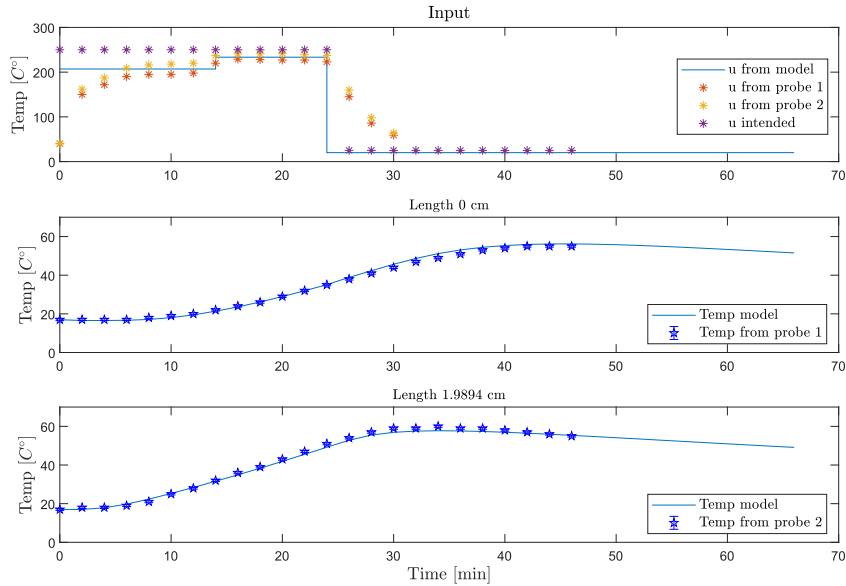 Input
Temp [C°]
300
200
100
0
0
10
20
30
40
50
60
70
u from model
u from probe 1
u from probe 2
u intended
Length 0 cm
Temp [C°]
60
40
20
0
0
10
20
30
40
50
60
70
Temp model
Temp from probe 1
Length 1.9894 cm
Temp [C°]
60
40
20
0
0
10
20
30
40
50
60
70
Temp model
Temp from probe 2
Time [min]